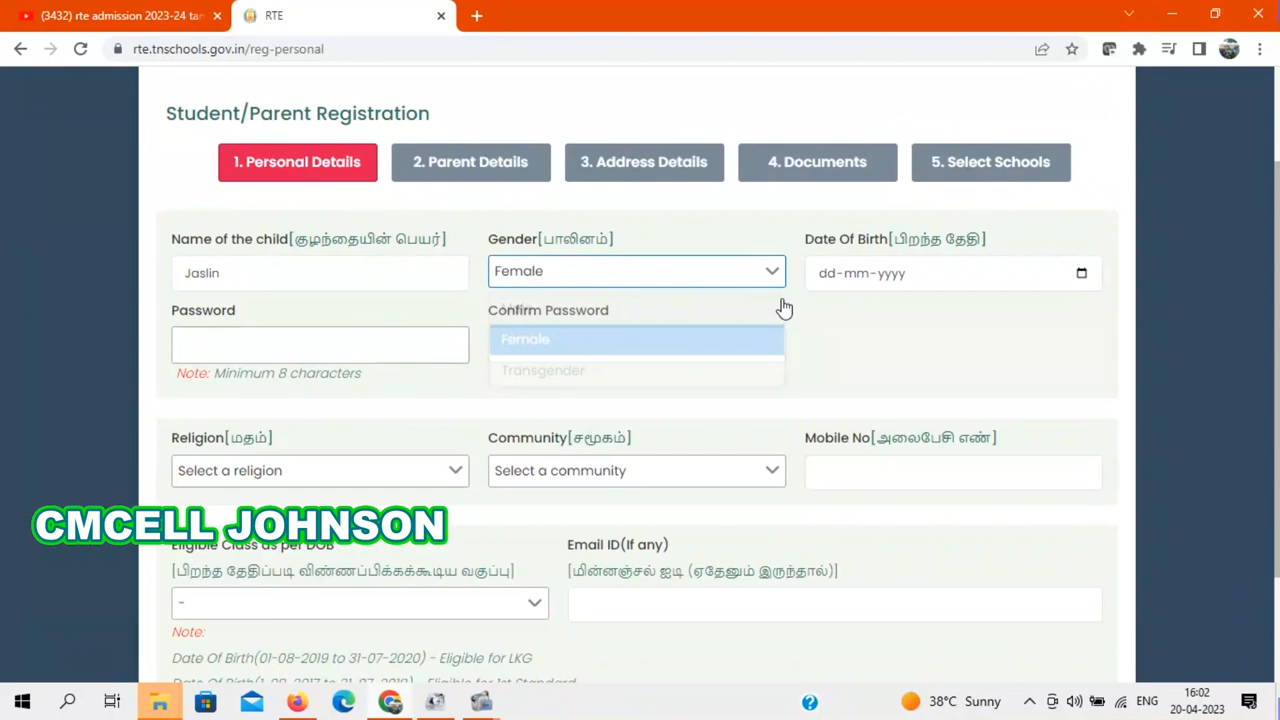 (3432) rte admission 2023-24 tar
RTE
rte.tnschools.gov.in/reg-personal
Student/Parent Registration
1. Personal Details
2. Parent Details
3. Address Details
4. Documents
5. Select Schools
Name of the child[குழந்தையின் பெயர்]
Gender[பாலினம்]
Date Of Birth[பிறந்த தேதி]
Jaslin
Female
dd-mm-yyyy
Password
Confirm Password
Female
Transgender
Note: Minimum 8 characters
Religion[மதம்]
Community[சமூகம்]
Mobile No[அலைபேசி எண்]
Select a religion
Select a community
CMCELL JOHNSON
Eligible Class as per DOB
Email ID(If any)
[பிறந்த தேதிப்படி விண்ணப்பிக்கக்கூடிய வகுப்பு]
[மின்னஞ்சல் ஐடி (ஏதேனும் இருந்தால்)]
-
Note:
Date Of Birth(01-08-2019 to 31-07-2020) - Eligible for LKG
38°C Sunny
ENG
16:02
20-04-2023